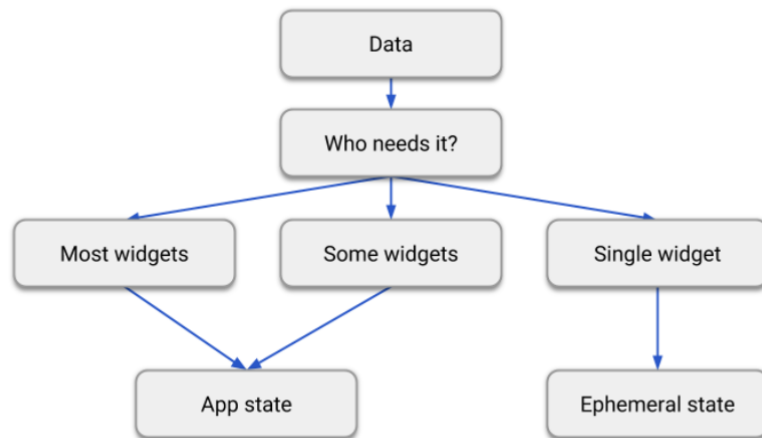 Data
Who needs it?
Most widgets
Some widgets
Single widget
App state
Ephemeral state